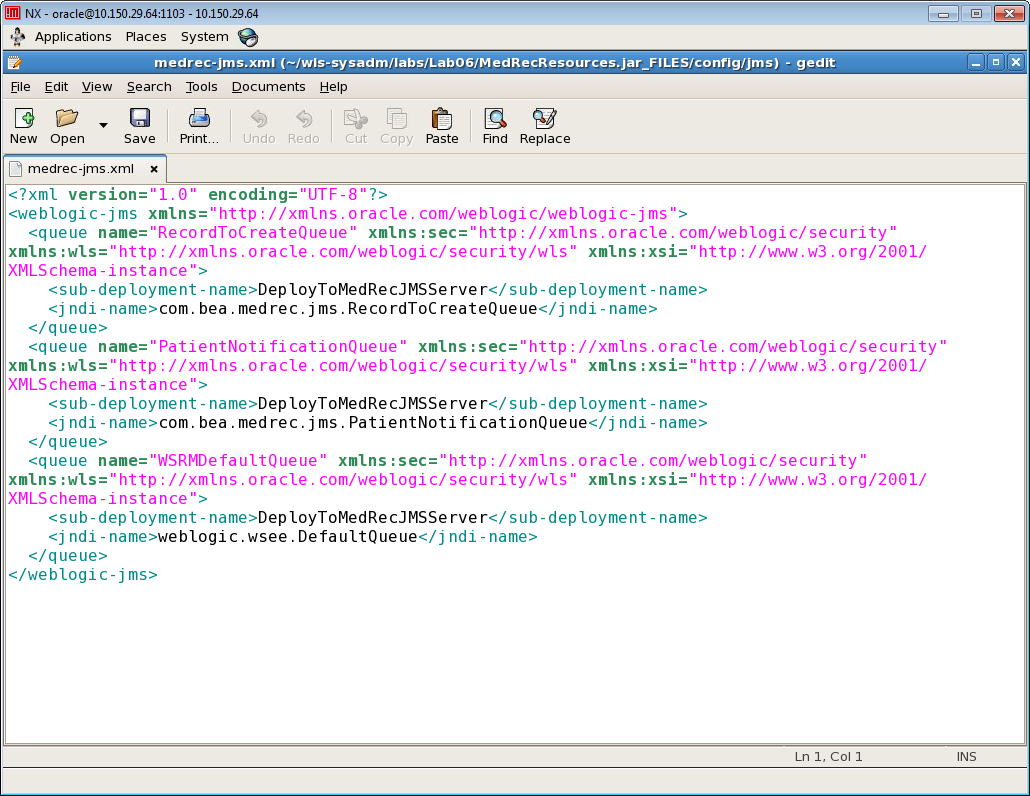 NX - oracle@10.150.29.64:1103 - 10.150.29.64
Applications Places System
medrec-jms.xml (~/wls-sysadm/labs/Lab06/MedRecResources.jar_FILES/config/jms) - gedit
File Edit View Search Tools Documents Help
New Open Save Print... Undo Redo Cut Copy Paste Find Replace
medrec-jms.xml
<?xml version="1.0" encoding="UTF-8"?>
<weblogic-jms xmlns="http://xmlns.oracle.com/weblogic/weblogic-jms">
<queue name="RecordToCreateQueue" xmlns:sec="http://xmlns.oracle.com/weblogic/security"
xmlns:wls="http://xmlns.oracle.com/weblogic/security/wls" xmlns:xsi="http://www.w3.org/2001/
XMLSchema-instance">
<sub-deployment-name>DeployToMedRecJMSServer</sub-deployment-name>
<jndi-name>com.bea.medrec.jms.RecordToCreateQueue</jndi-name>
</queue>
<queue name="PatientNotificationQueue" xmlns:sec="http://xmlns.oracle.com/weblogic/security"
xmlns:wls="http://xmlns.oracle.com/weblogic/security/wls" xmlns:xsi="http://www.w3.org/2001/
XMLSchema-instance">
<sub-deployment-name>DeployToMedRecJMSServer</sub-deployment-name>
<jndi-name>com.bea.medrec.jms.PatientNotificationQueue</jndi-name>
</queue>
<queue name="WSRMDefaultQueue" xmlns:sec="http://xmlns.oracle.com/weblogic/security"
xmlns:wls="http://xmlns.oracle.com/weblogic/security/wls" xmlns:xsi="http://www.w3.org/2001/
XMLSchema-instance">
<sub-deployment-name>DeployToMedRecJMSServer</sub-deployment-name>
<jndi-name>weblogic.wsee.DefaultQueue</jndi-name>
</queue>
</weblogic-jms>
Ln 1, Col 1 INS